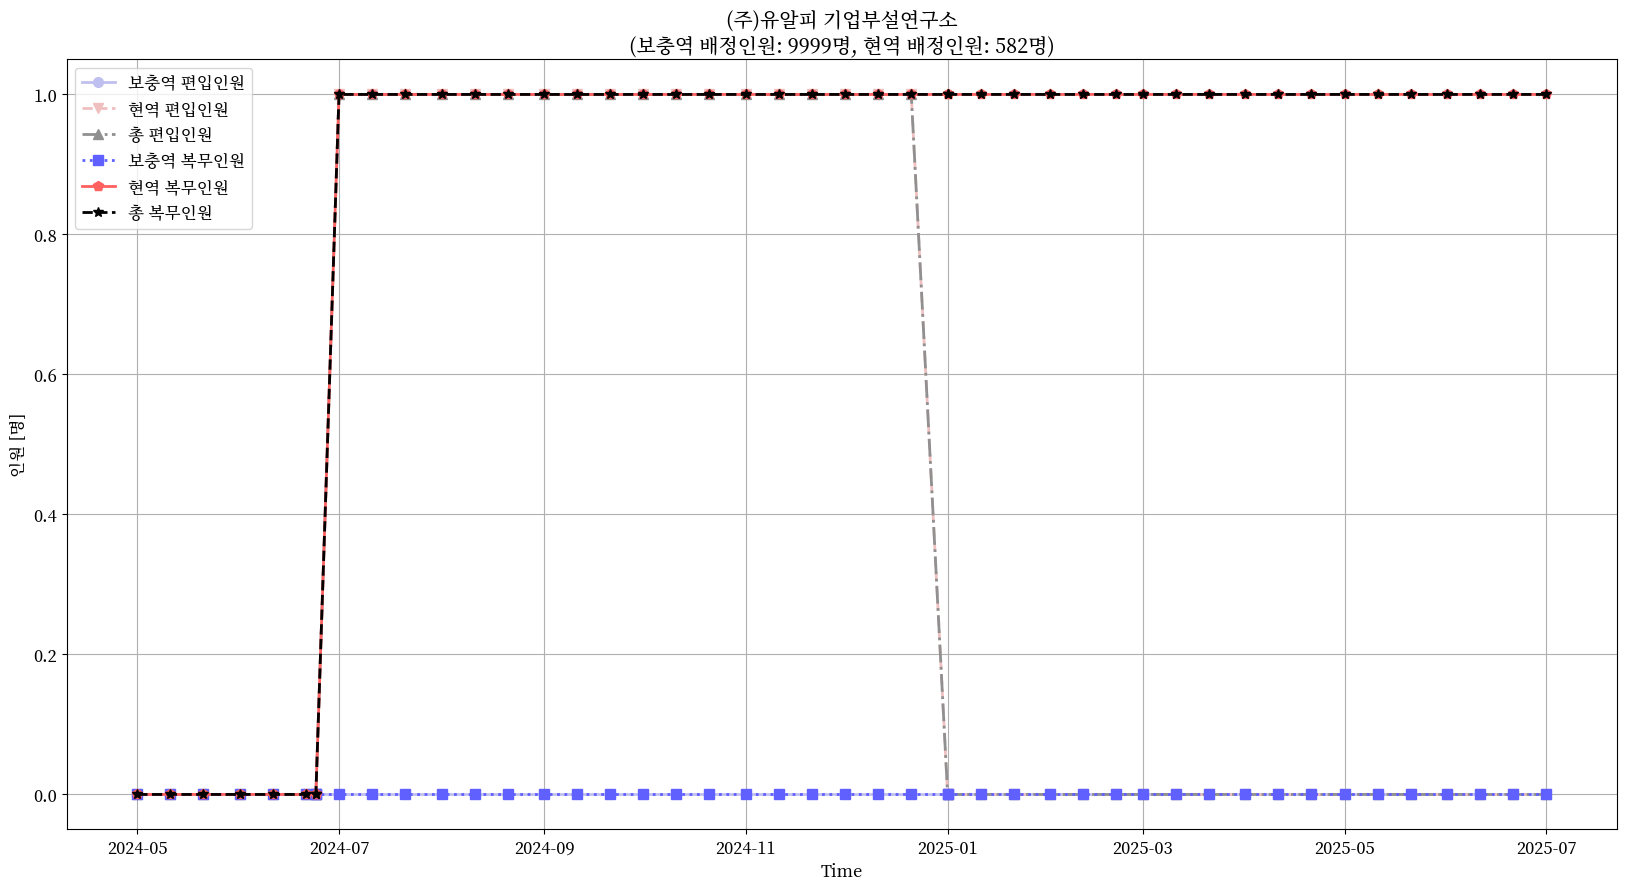 (주)유알피 기업부설연구소
(보충역 배정인원: 9999명, 현역 배정인원: 582명)
보충역 편입인원
현역 편입인원
총 편입인원
보충역 복무인원
현역 복무인원
총 복무인원
1.0
0.8
0.6
0.4
0.2
0.0
인원 [명]
2024-05 2024-07 2024-09 2024-11 2025-01 2025-03 2025-05 2025-07
Time